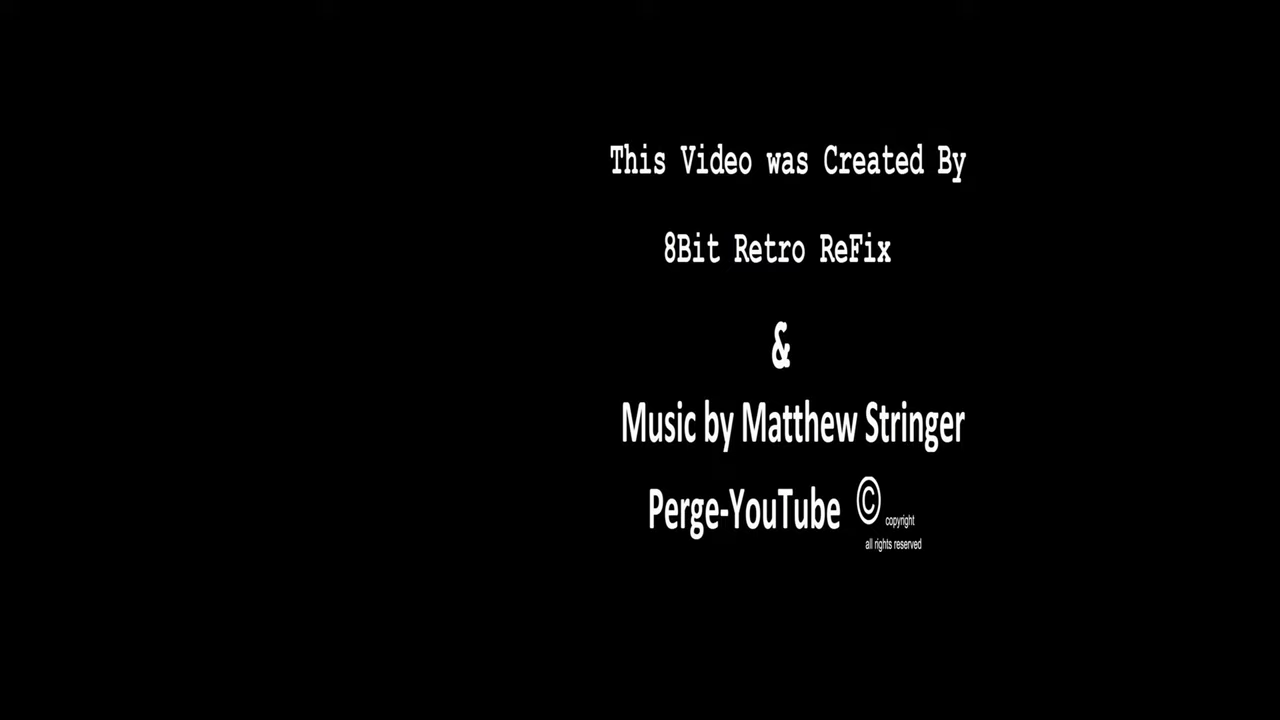 This Video was Created By
8Bit Retro ReFix
&
Music by Matthew Stringer
Perge-YouTube © copyright
all rights reserved